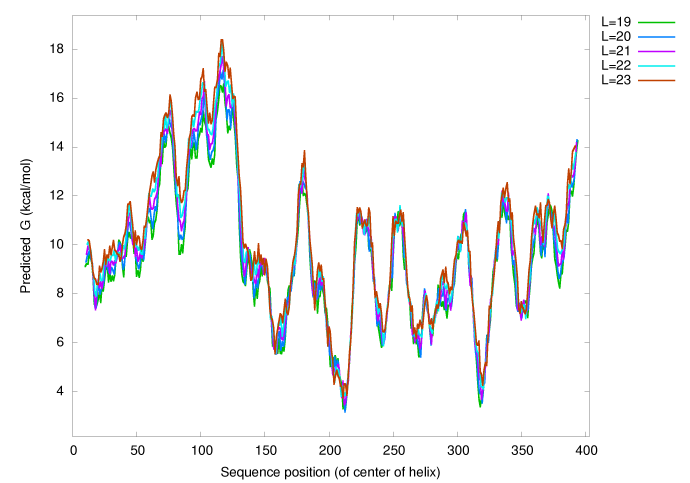 L=19
L=20
L=21
L=22
L=23
Predicted G (kcal/mol)
18
16
14
12
10
8
6
4
0 50 100 150 200 250 300 350 400
Sequence position (of center of helix)